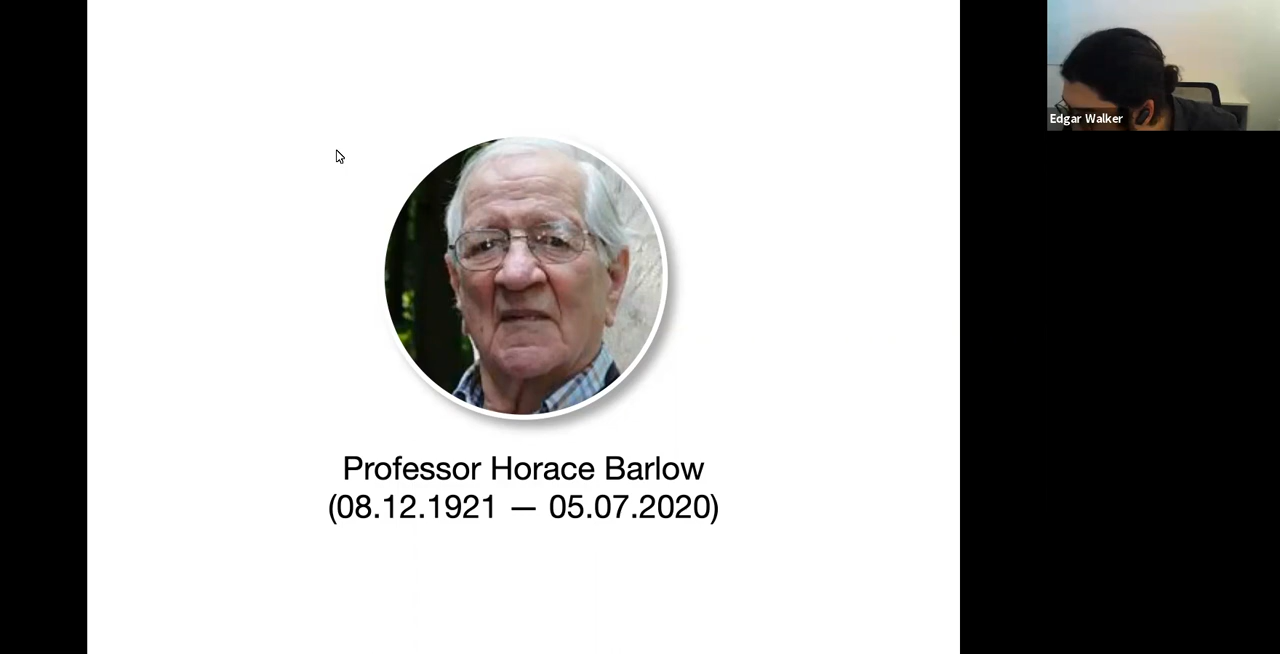 Edgar Walker
Professor Horace Barlow
(08.12.1921 — 05.07.2020)